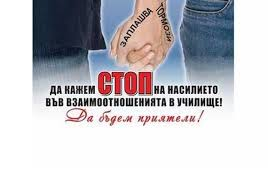 ЗАПЛАШВА
ТОРМОЗИ
ДА КАЖЕМ СТОП НА НАСИЛИЕТО
ВЪВ ВЗАИМООТНОШЕНИЯТА В УЧИЛИЩЕ!
Да бъдем приятели!